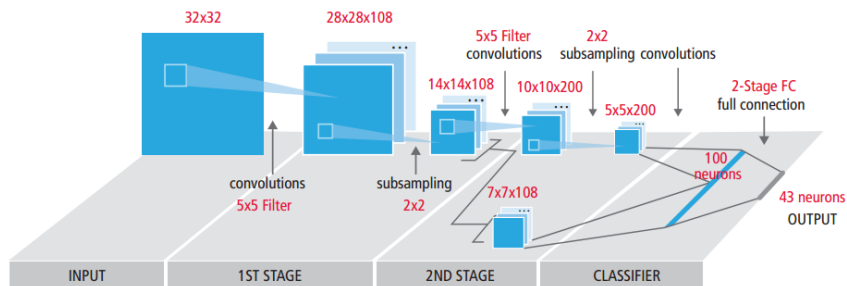 32x32
28x28x108
5x5 Filter
convolutions
2x2
subsampling
convolutions
14x14x108
10x10x200
5x5x200
2-Stage FC
full connection
convolutions
5x5 Filter
subsampling
2x2
7x7x108
100
neurons
43 neurons
OUTPUT
INPUT
1ST STAGE
2ND STAGE
CLASSIFIER